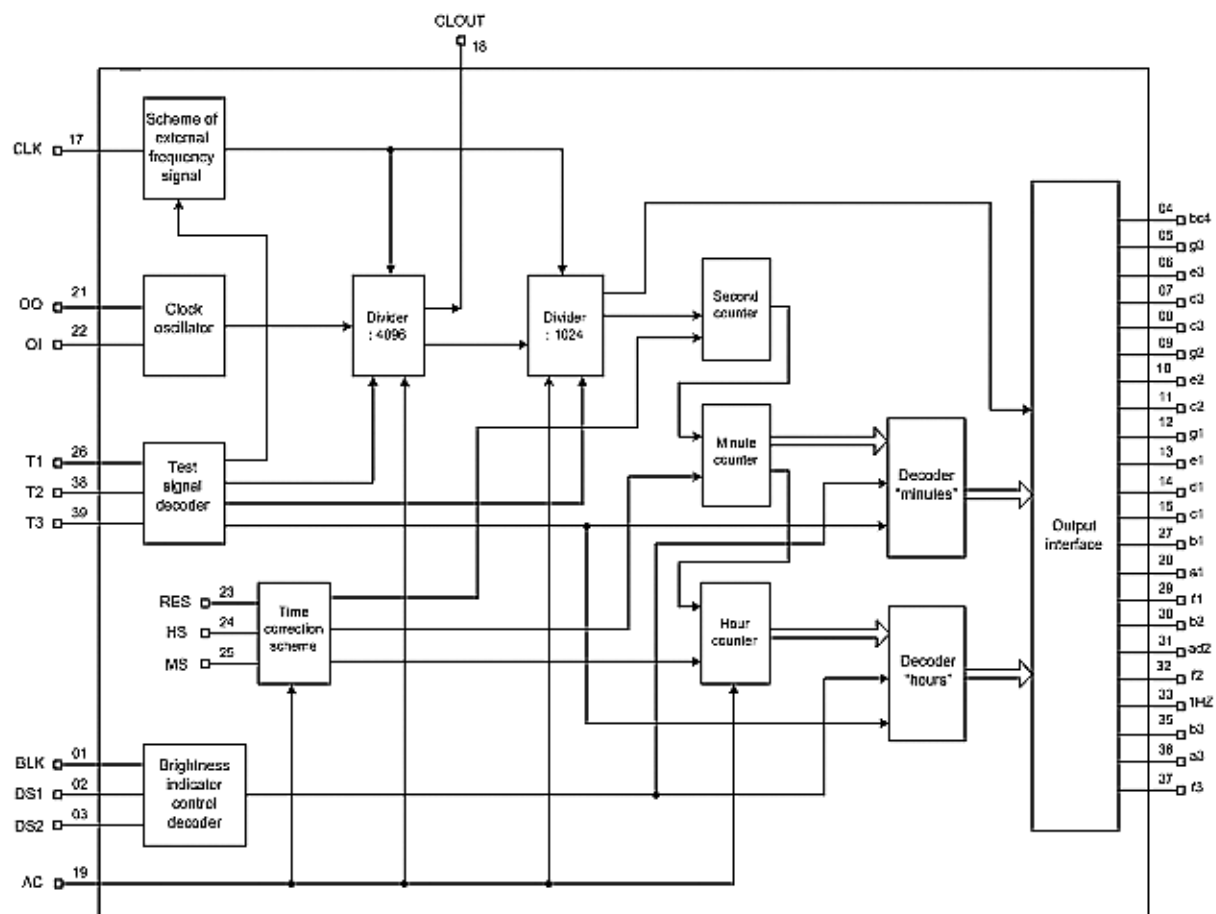 CLOUT
18
CLK
17
Scheme of
external
frequency
signal
OO
21
OI
22
Clock
oscillator
Divider
: 4096
Divider
: 1024
Second
counter
T1
26
T2
38
T3
39
Test
signal
decoder
Minute
counter
Decoder
"minutes"
RES
23
HS
24
MS
25
Time
correction
scheme
Hour
counter
Decoder
"hours"
BLK
01
DS1
02
DS2
03
Brightness
indicator
control
decoder
AC
19
Output
interface
04
bc4
05
g3
06
e3
07
c3
c3
09
g2
10
e2
11
c2
12
g1
13
e1
14
d1
15
c1
27
b1
a1
29
f1
30
b2
31
ad2
32
f2
33
1HZ
35
b3
36
a3
37
f3